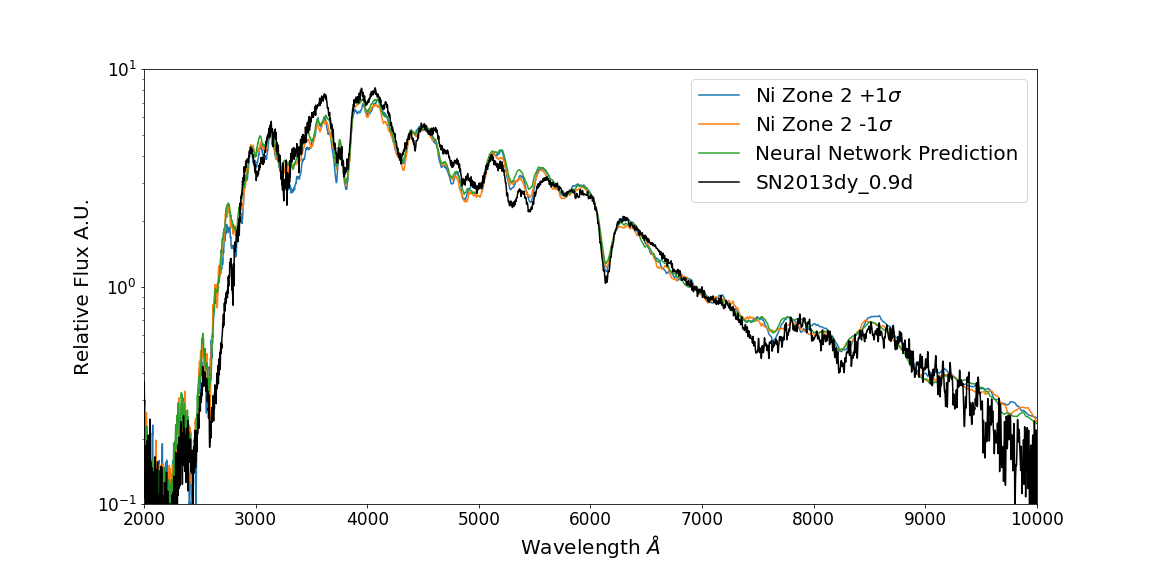 Ni Zone 2 +1σ
Ni Zone 2 -1σ
Neural Network Prediction
SN2013dy_0.9d
Relative Flux A.U.
10¹
10⁰
10⁻¹
2000 3000 4000 5000 6000 7000 8000 9000 10000
Wavelength Å